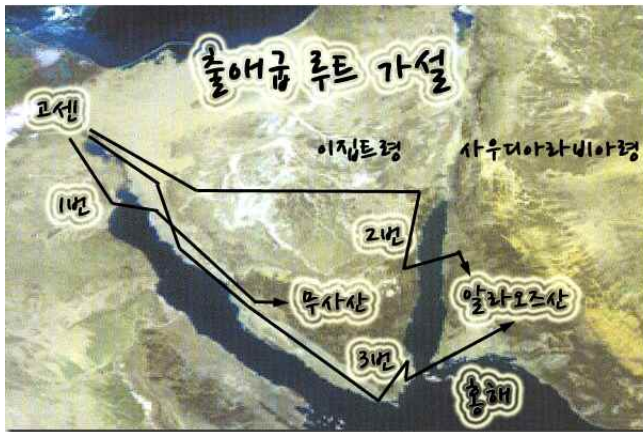 출애굽 루트 가설
고센
이집트령
사우디아라비아령
1번
2번
무사산
알라오즈산
3번
홍해